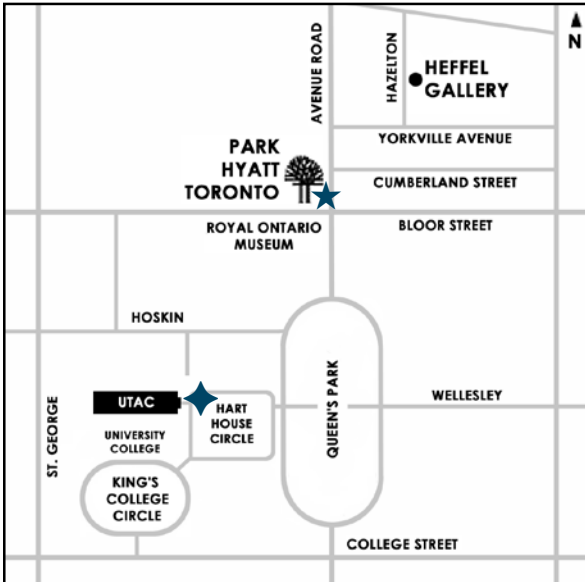 AVENUE ROAD
HAZELTON
HEFFEL
GALLERY
N
YORKVILLE AVENUE
PARK
HYATT
TORONTO
CUMBERLAND STREET
ROYAL ONTARIO
MUSEUM
BLOOR STREET
HOSKIN
UTAC
HART
HOUSE
CIRCLE
QUEEN'S PARK
WELLESLEY
ST. GEORGE
UNIVERSITY
COLLEGE
KING'S
COLLEGE
CIRCLE
COLLEGE STREET